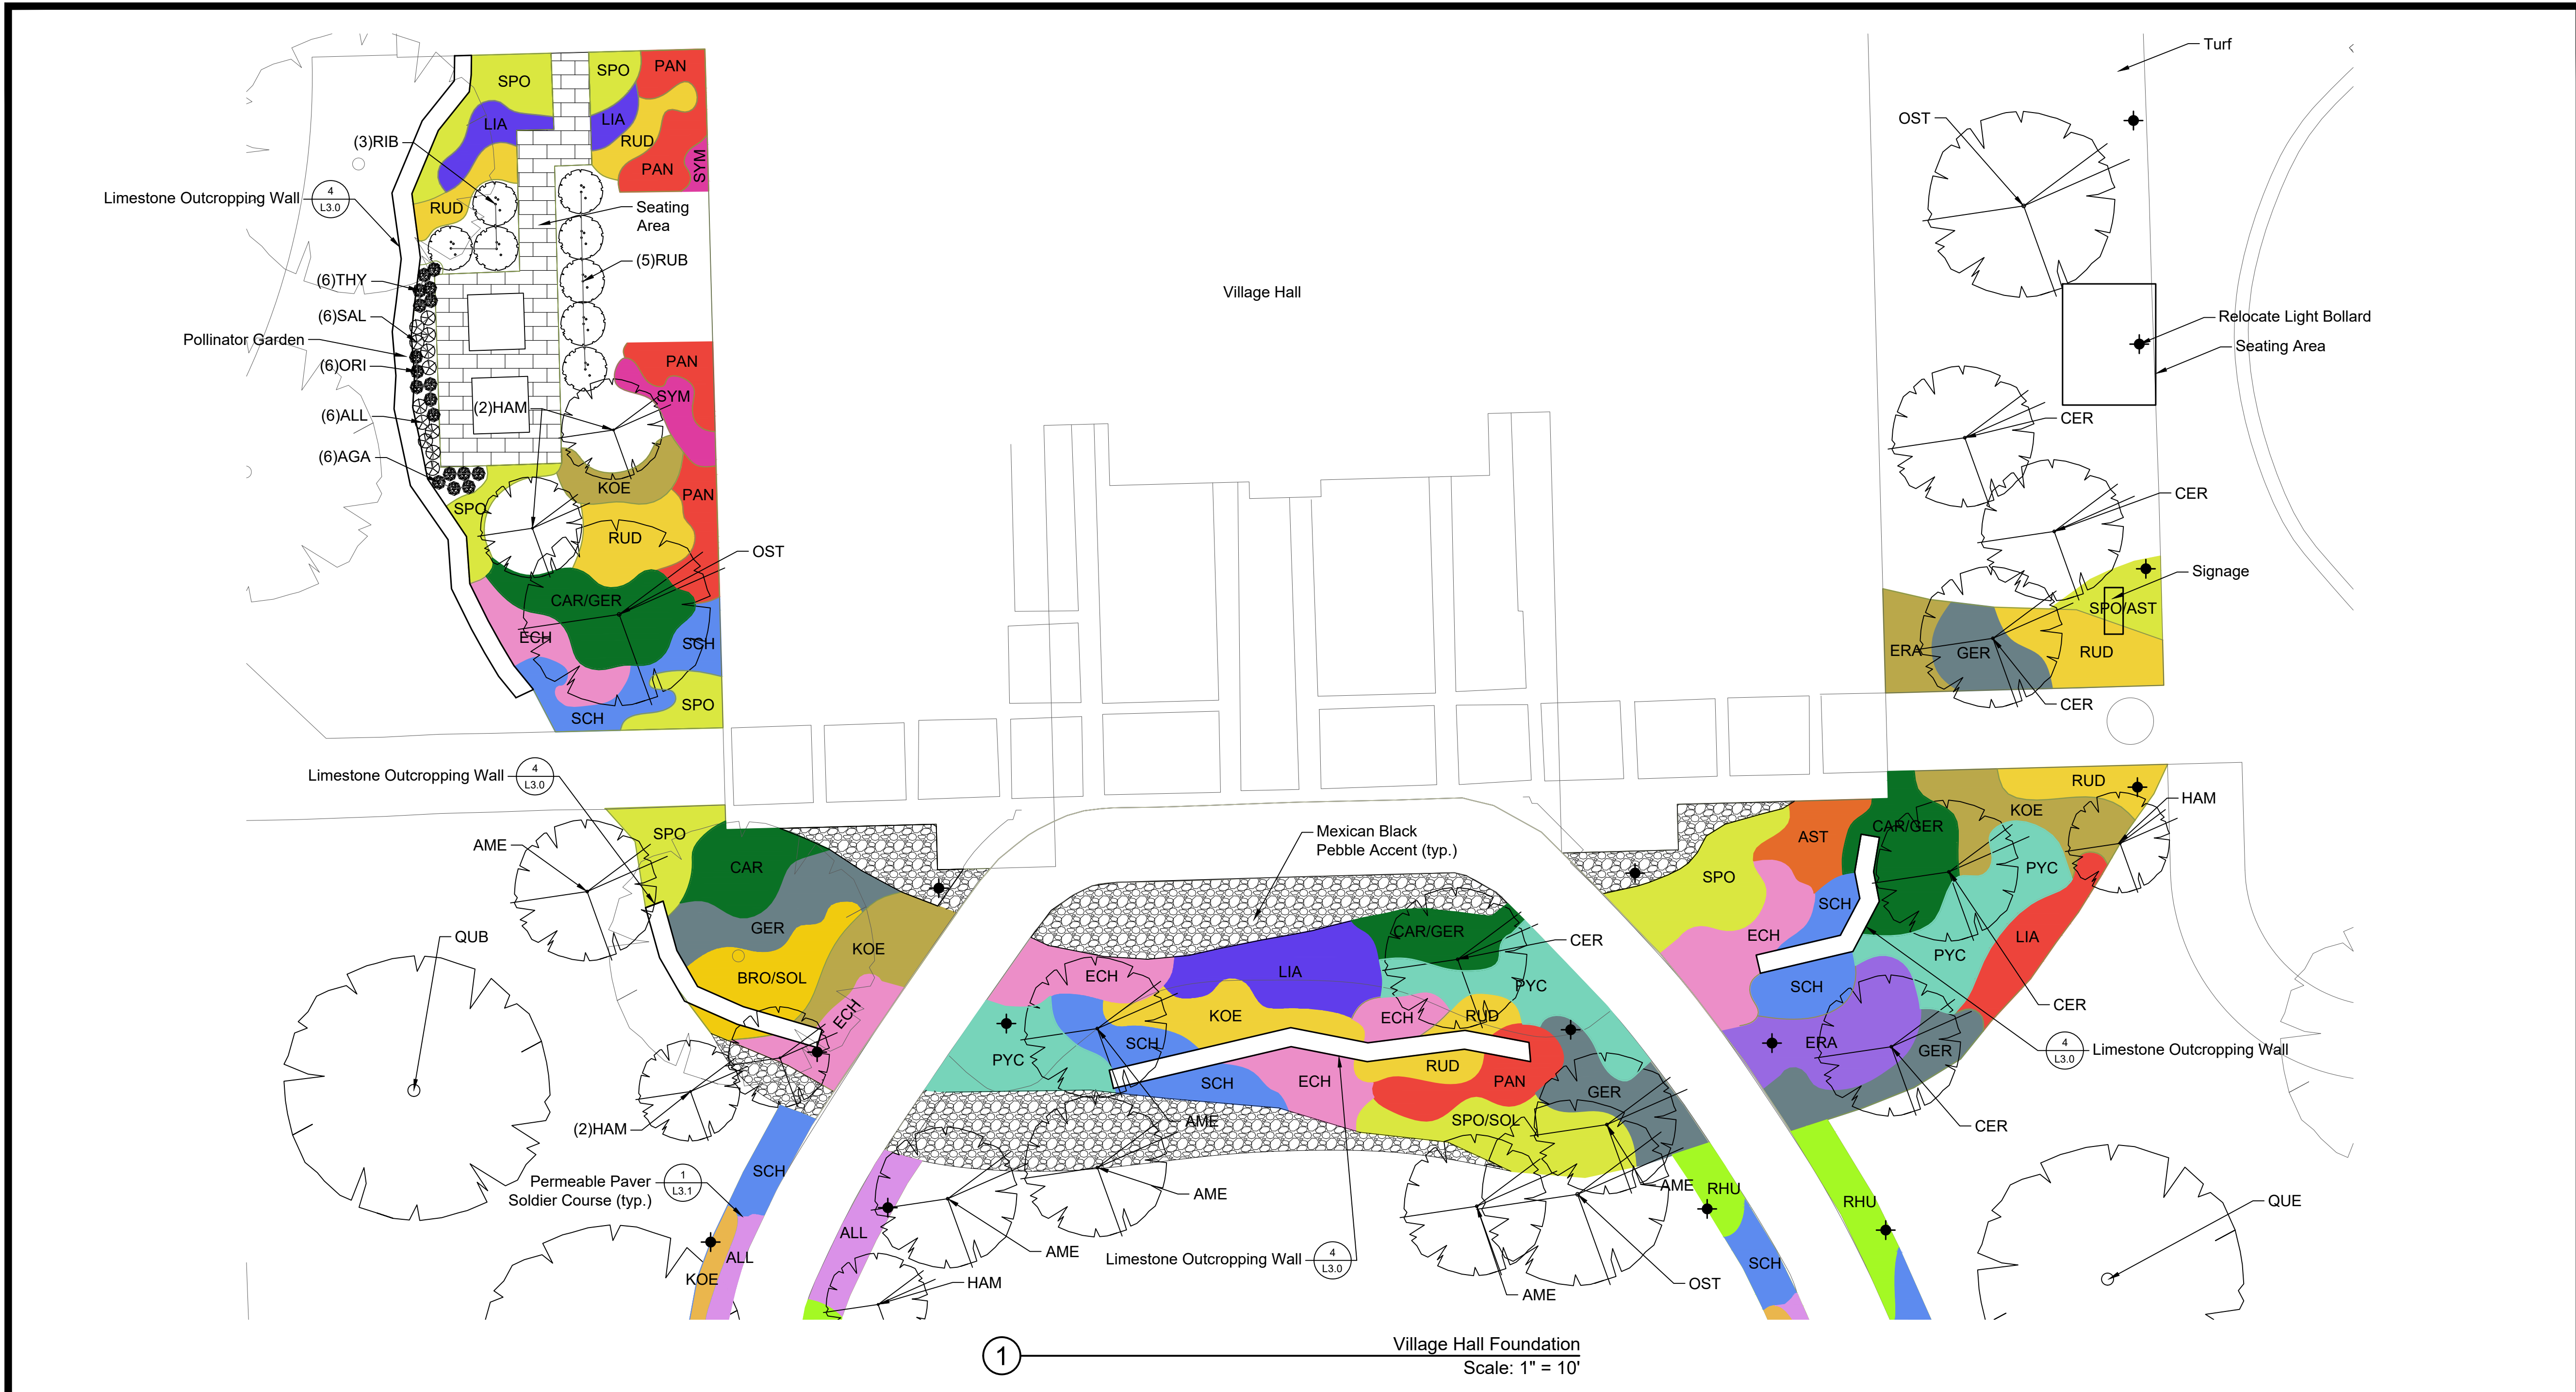 SPO
SPO
PAN
LIA
LIA
RUD
(3)RIB
PAN
SYM
Limestone Outcropping Wall
4
L3.0
RUD
Seating
Area
(5)RUB
(6)THY
(6)SAL
Pollinator Garden
(6)ORI
(6)ALL
(6)AGA
PAN
SYM
(2)HAM
KOE
PAN
SPO
RUD
OST
CAR/GER
ECH
SCH
SPO
SCH
Village Hall
Turf
OST
Relocate Light Bollard
Seating Area
CER
CER
Signage
SPO/AST
ERA
GER
RUD
CER
Limestone Outcropping Wall
4
L3.0
SPO
AME
CAR
GER
QUB
KOE
BRO/SOL
ECH
(2)HAM
SCH
Permeable Paver
Soldier Course (typ.)
1
L3.1
ALL
KOE
ALL
Mexican Black
Pebble Accent (typ.)
CAR/GER
CER
ECH
LIA
PYC
KOE
ECH
RUD
SCH
PYC
RUD
SCH
ECH
PAN
GER
SPO/SOL
AME
AME
AME
AME
HAM
Limestone Outcropping Wall
4
L3.0
AME
OST
RHU
SCH
RUD
HAM
KOE
CAR/GER
AST
PYC
SPO
SCH
ECH
LIA
PYC
SCH
CER
ERA
GER
4
L3.0
Limestone Outcropping Wall
CER
RHU
QUE
1
Village Hall Foundation
Scale: 1" = 10'